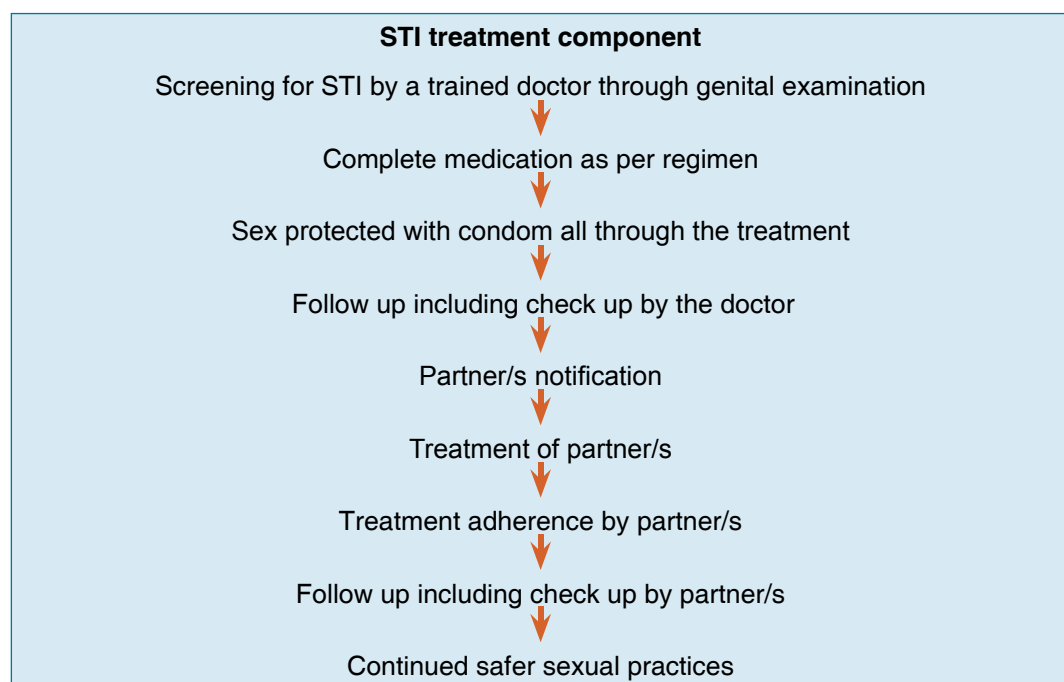 STI treatment component
Screening for STI by a trained doctor through genital examination
Complete medication as per regimen
Sex protected with condom all through the treatment
Follow up including check up by the doctor
Partner/s notification
Treatment of partner/s
Treatment adherence by partner/s
Follow up including check up by partner/s
Continued safer sexual practices